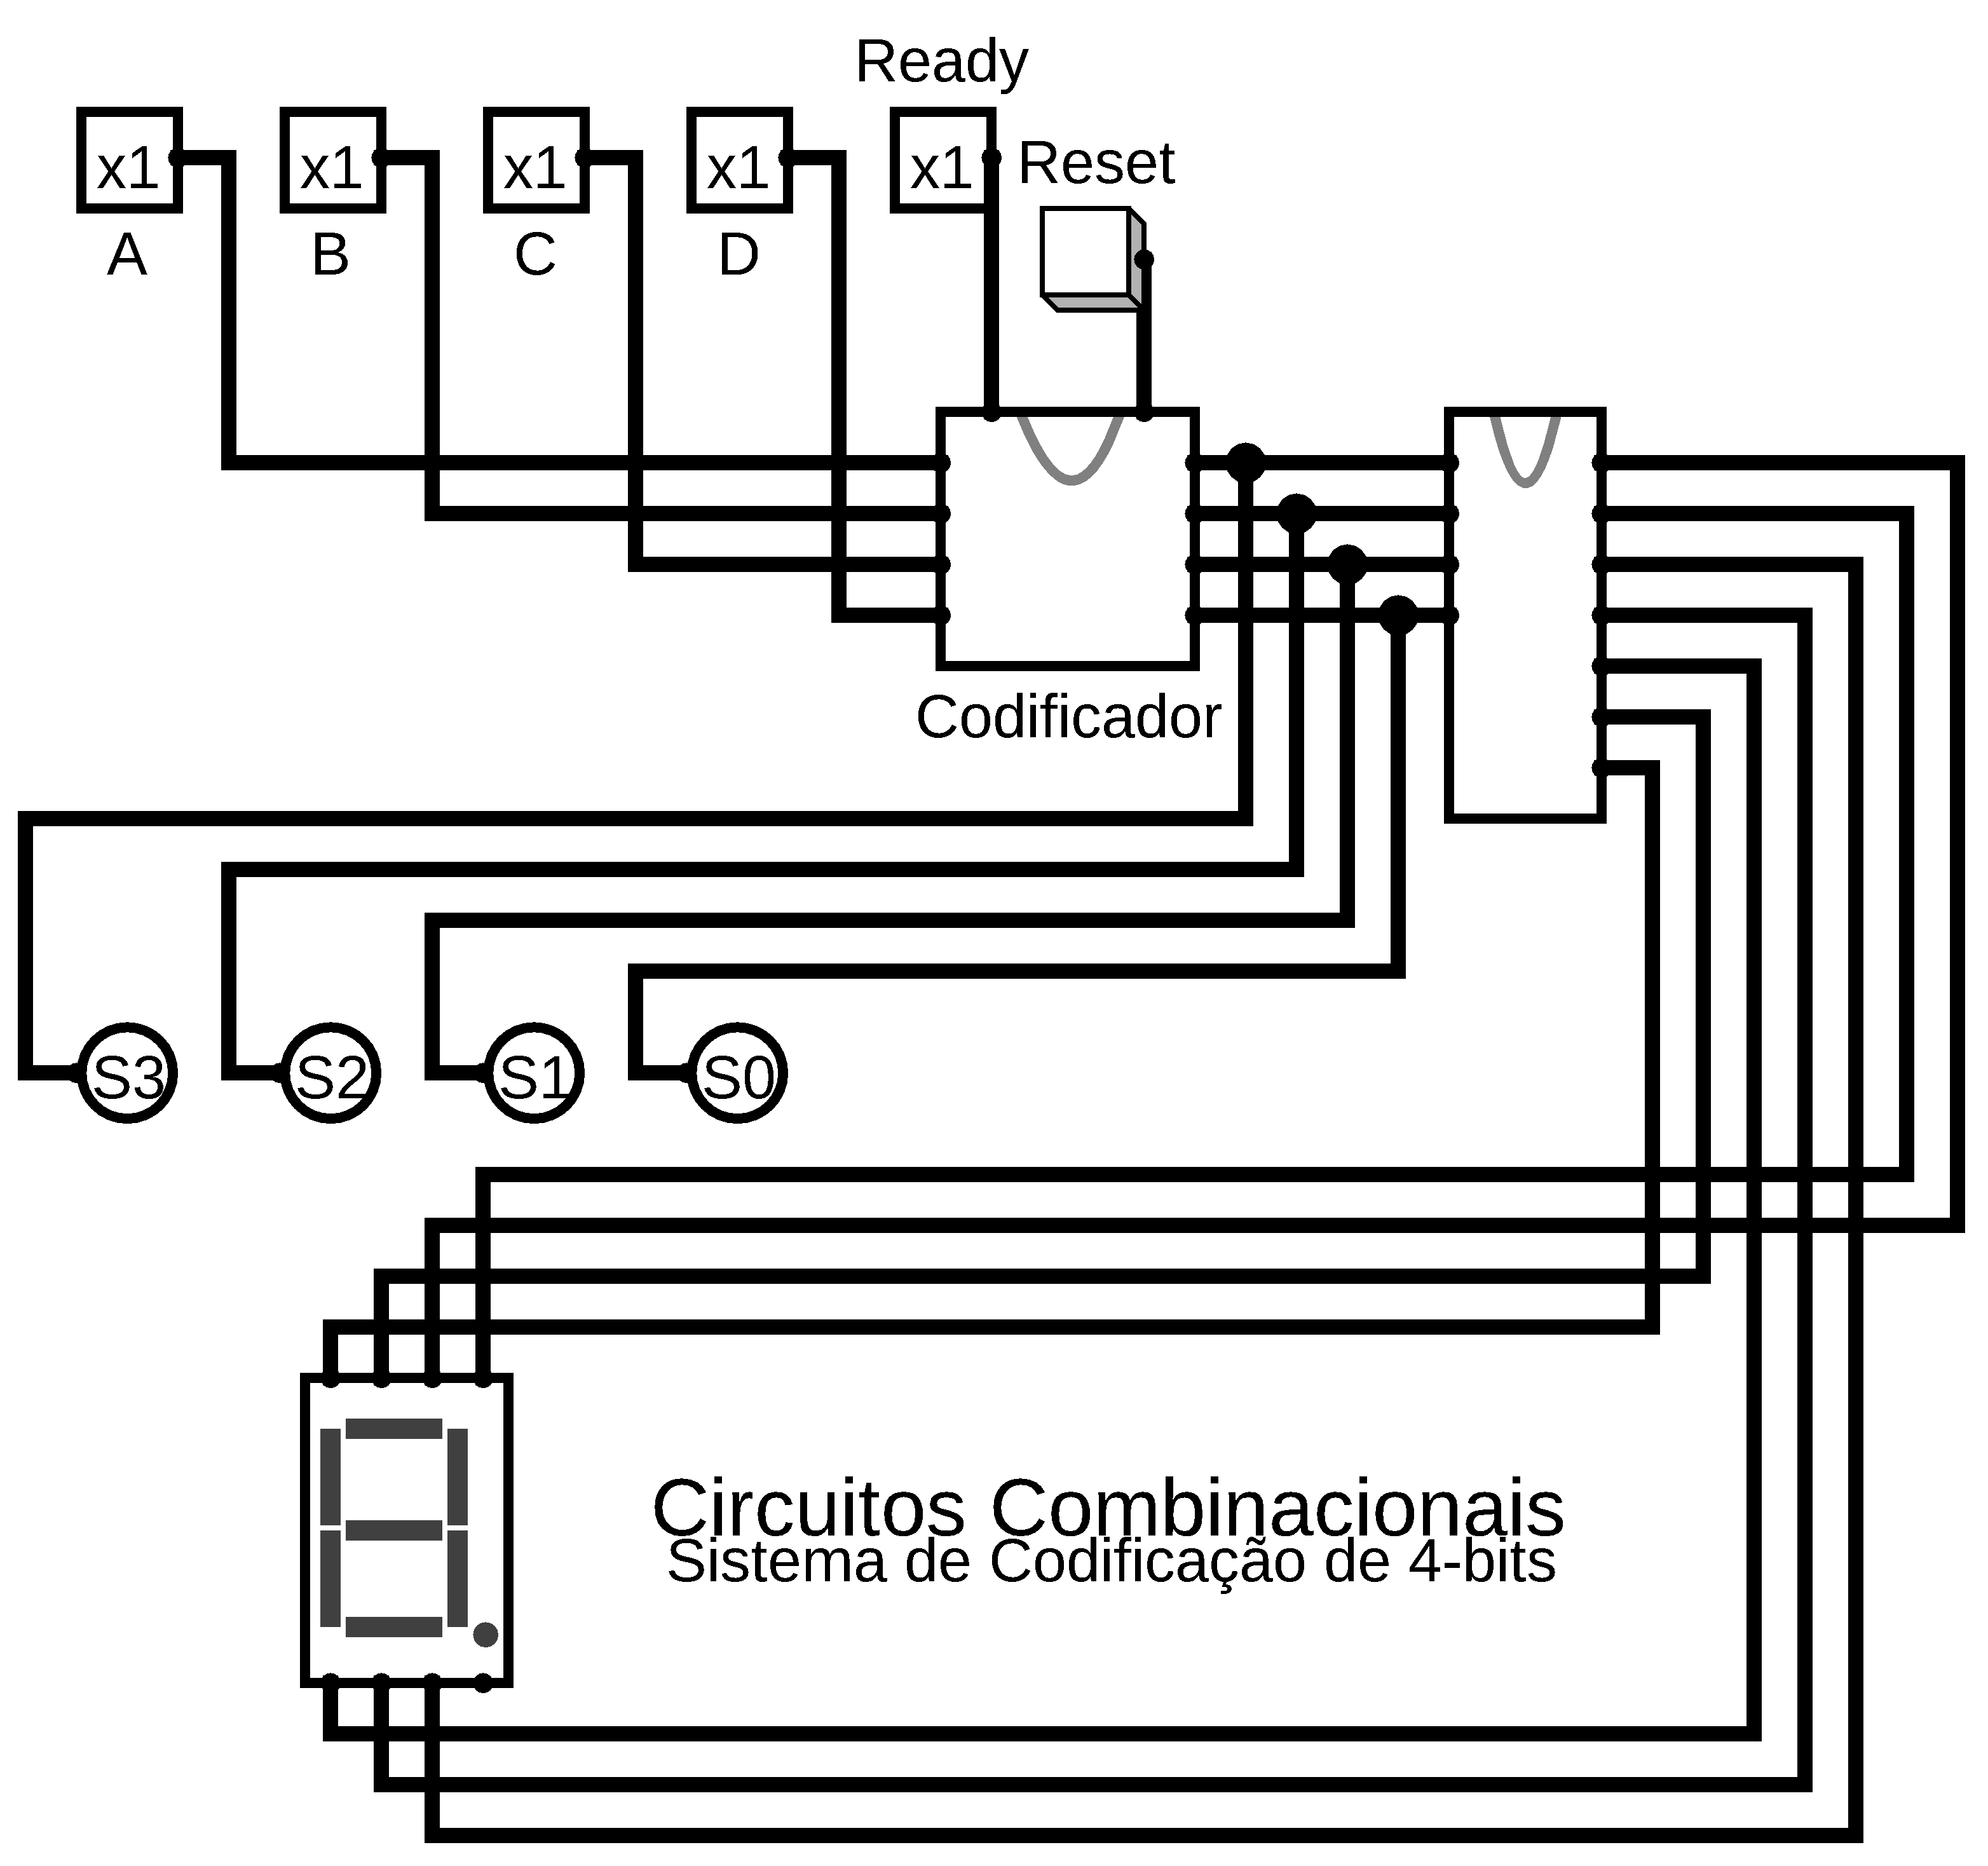 Ready
x1 x1 x1 x1 x1 Reset
A B C D
Codificador
S3 S2 S1 S0
Circuitos Combinacionais
Sistema de Codificação de 4-bits